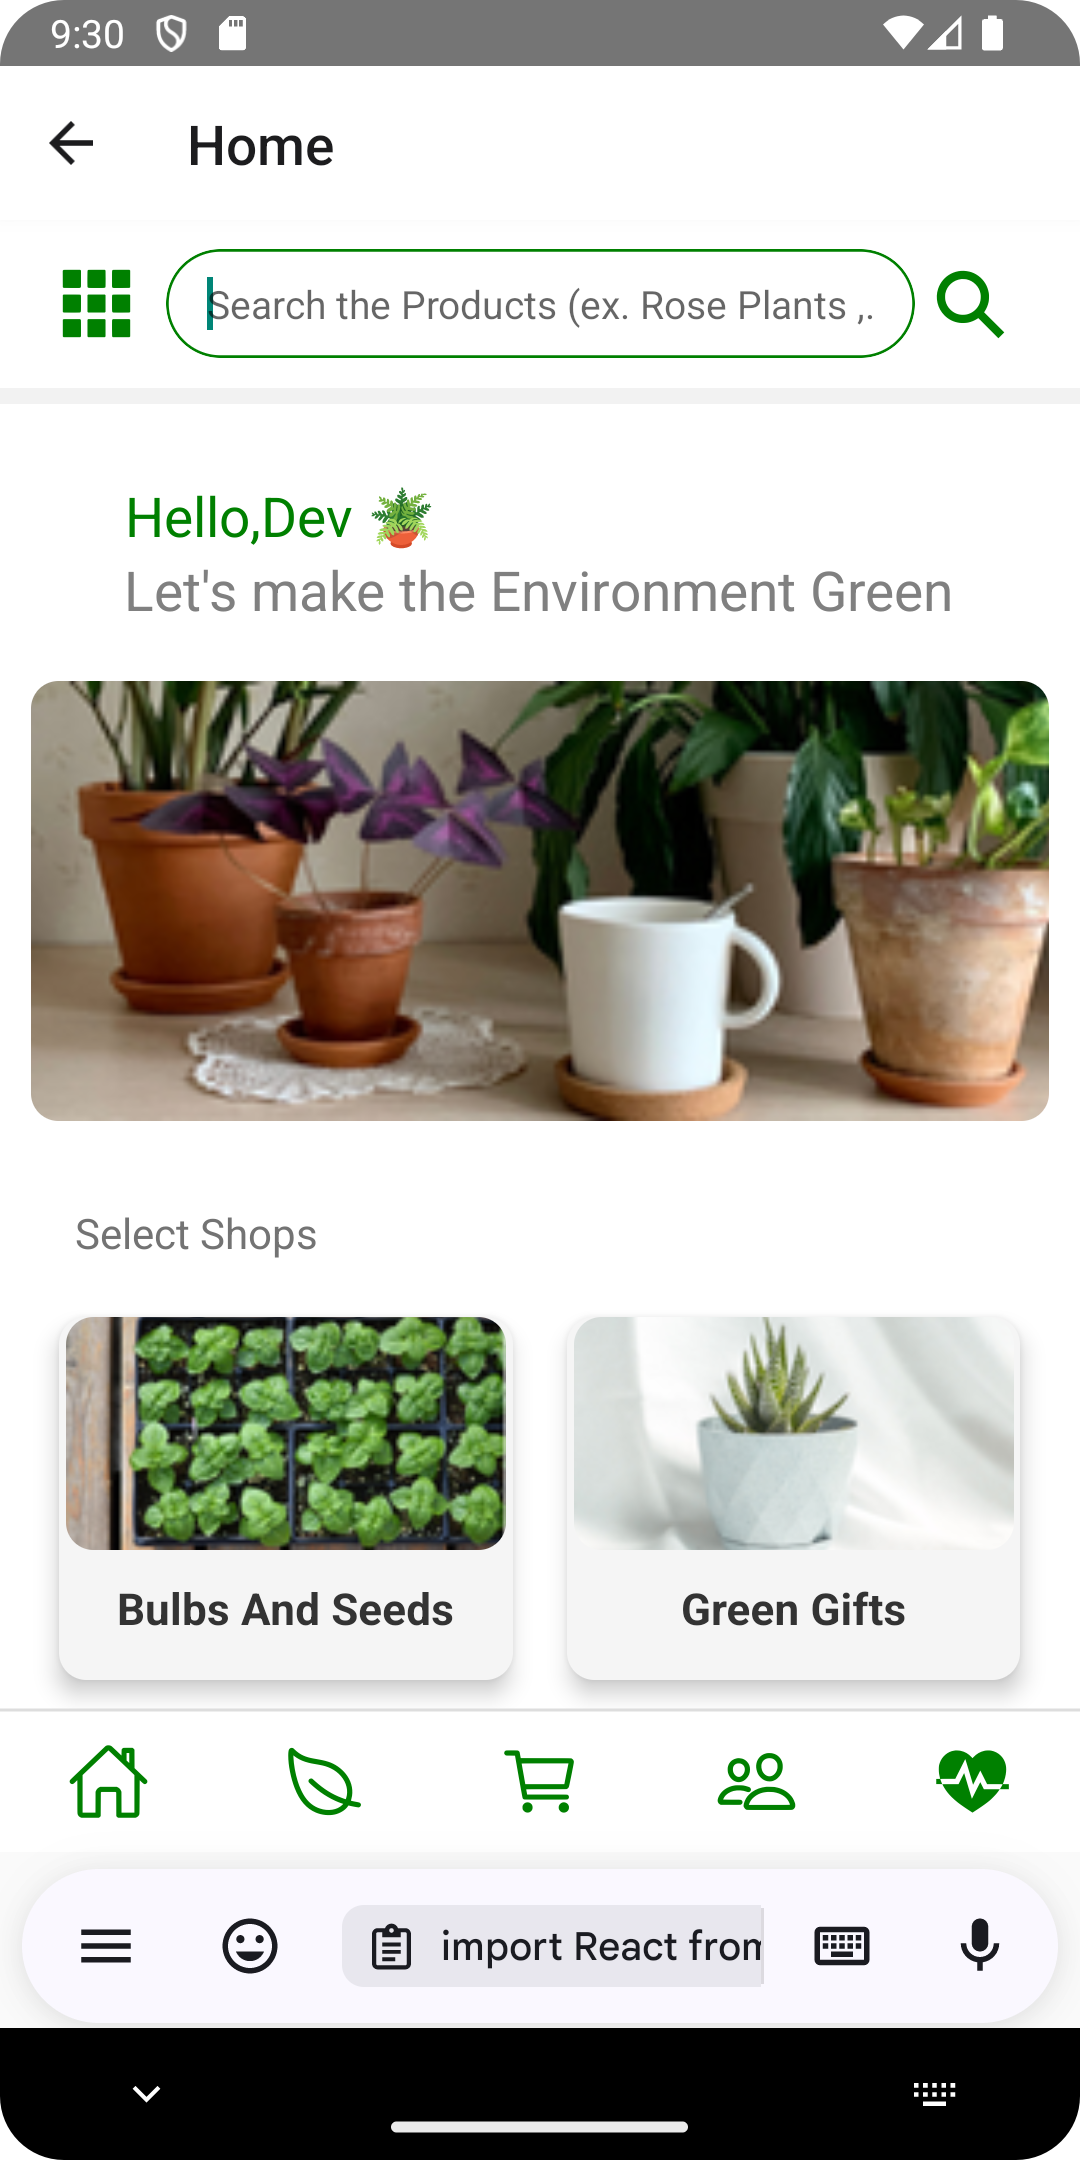 9:30
Home
Search the Products (ex. Rose Plants ,.
Hello,Dev 🪴
Let's make the Environment Green
Select Shops
Bulbs And Seeds
Green Gifts
import React from